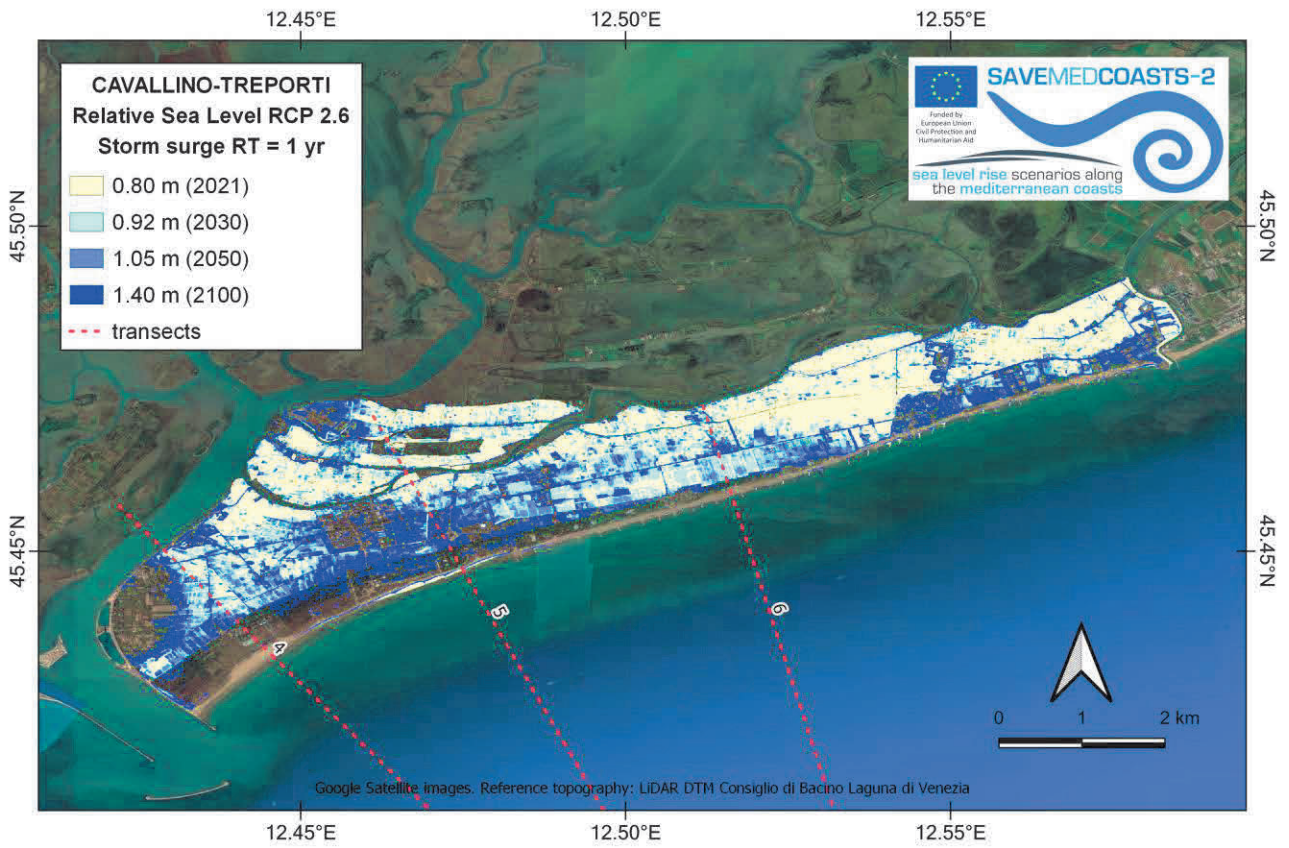 12.45°E
12.50°E
12.55°E
CAVALLINO-TREPORTI
Relative Sea Level RCP 2.6
Storm surge RT = 1 yr
0.80 m (2021)
0.92 m (2030)
1.05 m (2050)
1.40 m (2100)
transects
SAVEMEDCOASTS-2
Funded by
European Union
Civil Protection and
Humanitarian Aid
sea level rise scenarios along
the mediterranean coasts
45.50°N
45.50°N
45.45°N
45.45°N
4
5
6
0 1 2 km
Google Satellite images. Reference topography: LiDAR DTM Consiglio di Bacino Laguna di Venezia
12.45°E
12.50°E
12.55°E